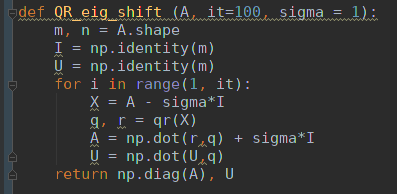 def QR_eig_shift (A, it=100, sigma = 1):
m, n = A.shape
I = np.identity(m)
U = np.identity(m)
for i in range(1, it):
X = A - sigma*I
q, r = qr(X)
A = np.dot(r,q) + sigma*I
U = np.dot(U,q)
return np.diag(A), U